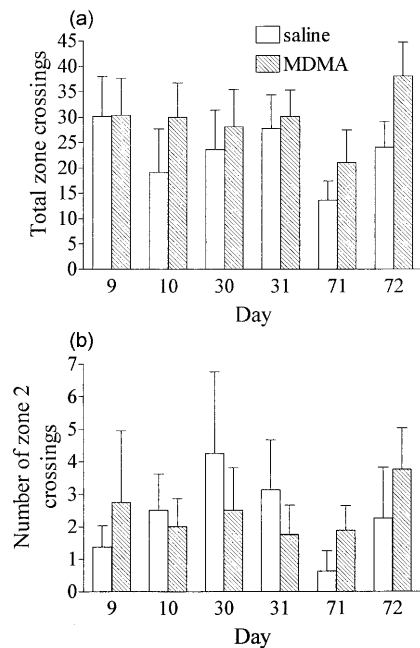 (a)
saline
MDMA
Total zone crossings
45
40
35
30
25
20
15
10
5
0
9 10 30 31 71 72
Day
(b)
Number of zone 2
crossings
7
6
5
4
3
2
1
0
9 10 30 31 71 72
Day